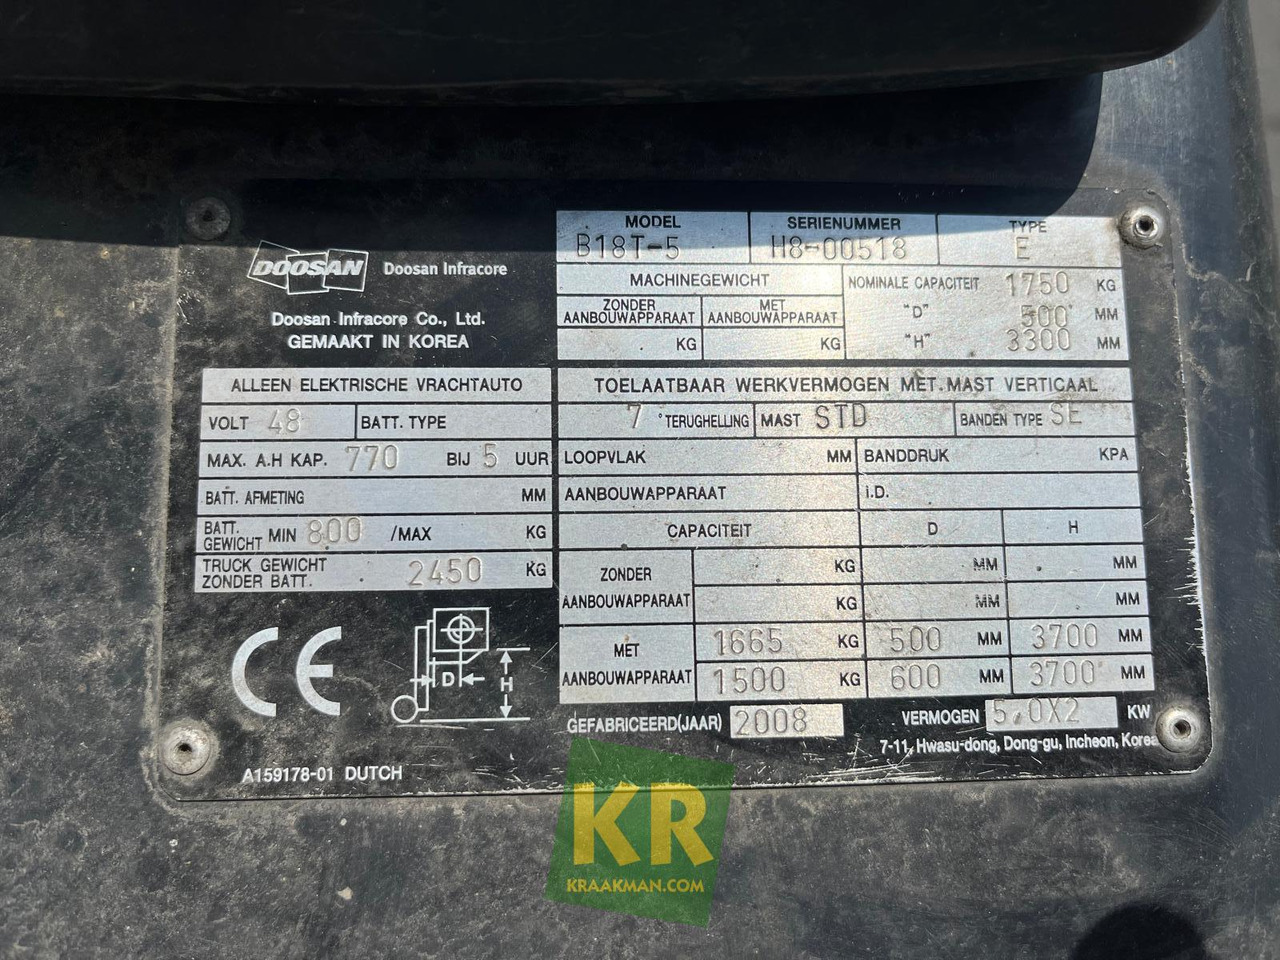 DOOSAN Doosan Infracore
Doosan Infracore Co., Ltd.
GEMAAKT IN KOREA
MODEL SERIENUMMER TYPE
B18T-5 H8-00518 E
MACHINEGEWICHT
ZONDER AANBOUWAPPARAAT MET AANBOUWAPPARAAT
KG KG
NOMINALE CAPACITEIT 1750 KG
"D" 500 MM
"H" 3300 MM
ALLEEN ELEKTRISCHE VRACHTAUTO
VOLT 48 BATT. TYPE
MAX. A.H KAP. 770 BIJ 5 UUR
BATT. AFMETING MM
BATT. GEWICHT MIN 800 /MAX KG
TRUCK GEWICHT ZONDER BATT. 2450 KG
TOELAATBAAR WERKVERMOGEN MET MAST VERTICAAL
7 ° TERUGHELLING MAST STD BANDEN TYPE SE
LOOPVLAK MM BANDDRUK KPA
AANBOUWAPPARAAT I.D.
CAPACITEIT D H
ZONDER AANBOUWAPPARAAT KG MM MM
KG MM MM
MET AANBOUWAPPARAAT 1665 KG 500 MM 3700 MM
1500 KG 600 MM 3700 MM
GEFABRICEERD(JAAR) 2008 VERMOGEN 5,0X2 KW
7-11, Hwasu-dong, Dong-gu, Incheon, Korea
CE
D
H
A159178-01 DUTCH
KR
KRAAKMAN.COM